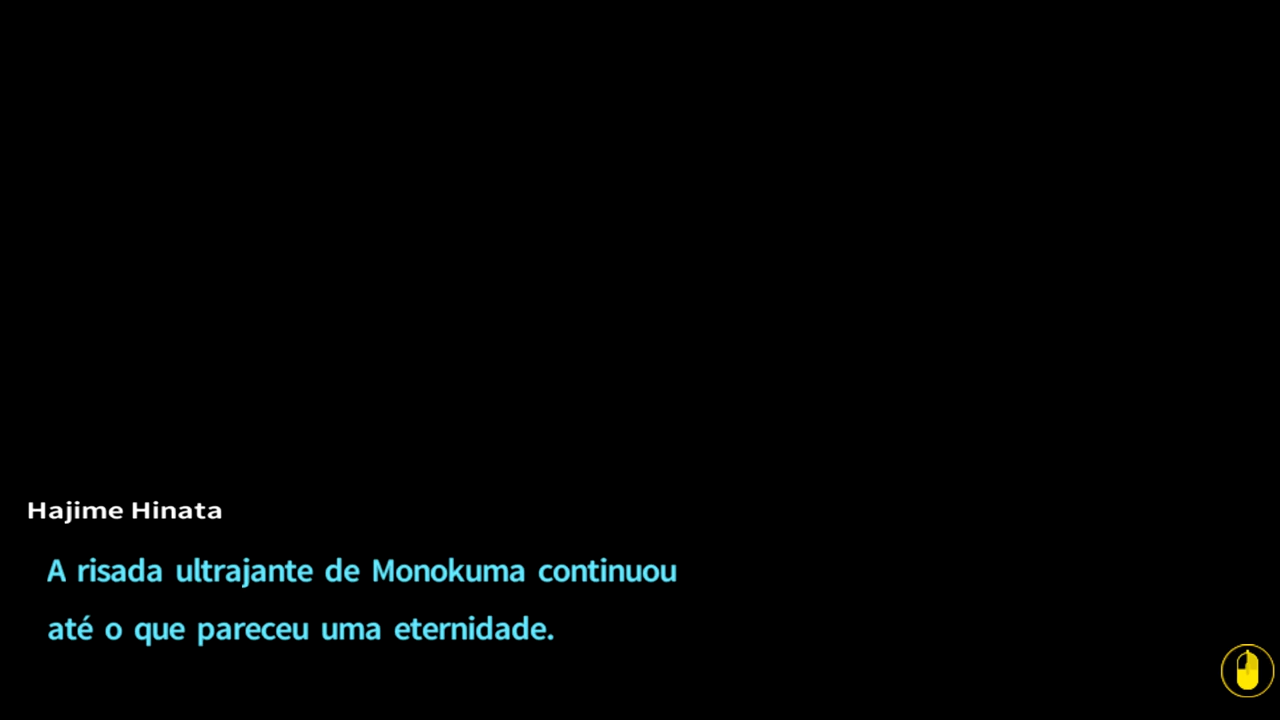 Hajime Hinata
A risada ultrajante de Monokuma continuou
até o que pareceu uma eternidade.